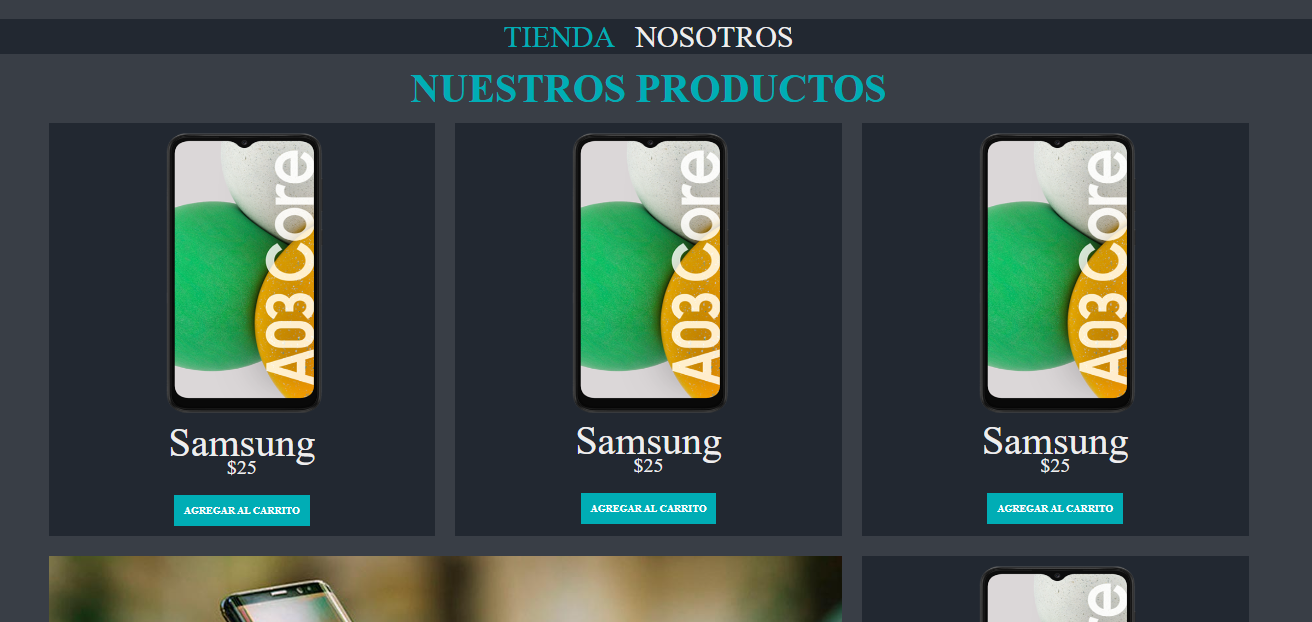 TIENDA NOSOTROS
NUESTROS PRODUCTOS
A03 Core
A03 Core
A03 Core
Samsung
$25
AGREGAR AL CARRITO
Samsung
$25
AGREGAR AL CARRITO
Samsung
$25
AGREGAR AL CARRITO